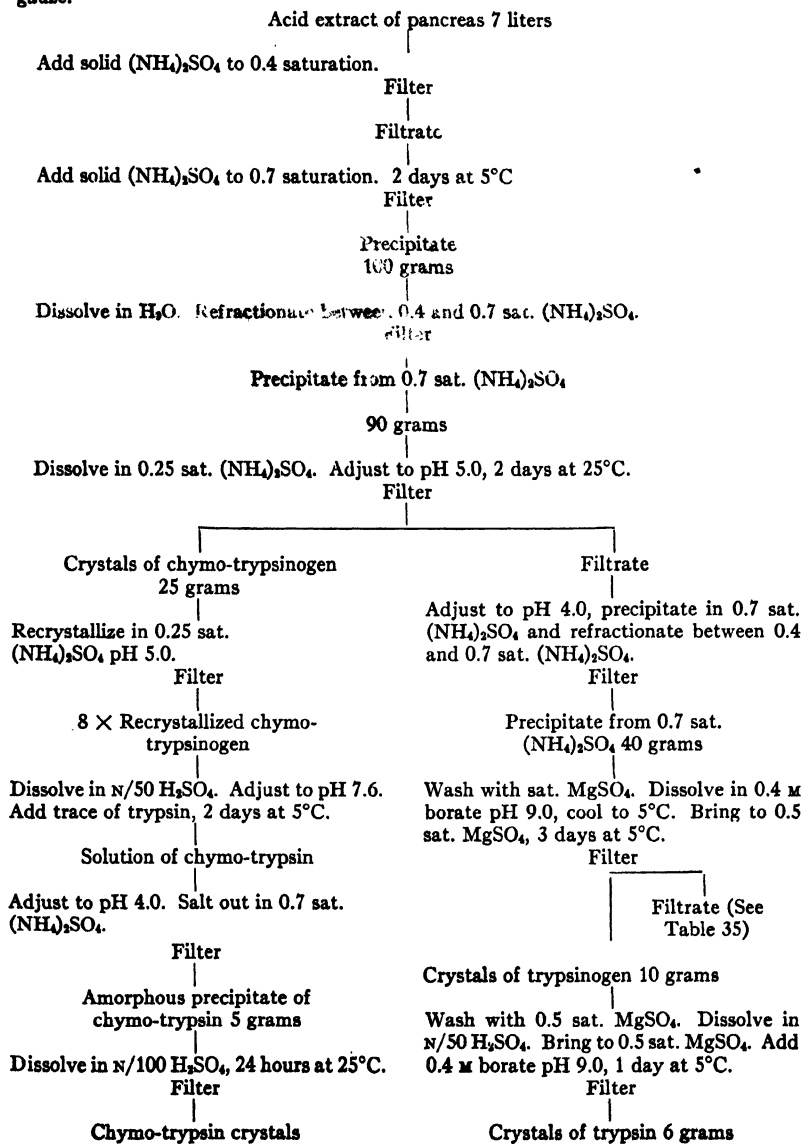 gauze.
Acid extract of pancreas 7 liters
Add solid (NH₄)₂SO₄ to 0.4 saturation.
Filter
Filtrate
Add solid (NH₄)₂SO₄ to 0.7 saturation. 2 days at 5°C
Filter
Precipitate
100 grams
Dissolve in H₂O. Refractionate between 0.4 and 0.7 sat. (NH₄)₂SO₄.
Filter
Precipitate from 0.7 sat. (NH₄)₂SO₄
90 grams
Dissolve in 0.25 sat. (NH₄)₂SO₄. Adjust to pH 5.0, 2 days at 25°C.
Filter
Crystals of chymo-trypsinogen
25 grams
Recrystallize in 0.25 sat.
(NH₄)₂SO₄ pH 5.0.
Filter
8 × Recrystallized chymo-
trypsinogen
Dissolve in N/50 H₂SO₄. Adjust to pH 7.6.
Add trace of trypsin, 2 days at 5°C.
Solution of chymo-trypsin
Adjust to pH 4.0. Salt out in 0.7 sat.
(NH₄)₂SO₄.
Filter
Amorphous precipitate of
chymo-trypsin 5 grams
Dissolve in N/100 H₂SO₄, 24 hours at 25°C.
Filter
Chymo-trypsin crystals
Filtrate
Adjust to pH 4.0, precipitate in 0.7 sat.
(NH₄)₂SO₄ and refractionate between 0.4
and 0.7 sat. (NH₄)₂SO₄.
Filter
Precipitate from 0.7 sat.
(NH₄)₂SO₄ 40 grams
Wash with sat. MgSO₄. Dissolve in 0.4 M
borate pH 9.0, cool to 5°C. Bring to 0.5
sat. MgSO₄, 3 days at 5°C.
Filter
Filtrate (See
Table 35)
Crystals of trypsinogen 10 grams
Wash with 0.5 sat. MgSO₄. Dissolve in
N/50 H₂SO₄. Bring to 0.5 sat. MgSO₄. Add
0.4 M borate pH 9.0, 1 day at 5°C.
Filter
Crystals of trypsin 6 grams